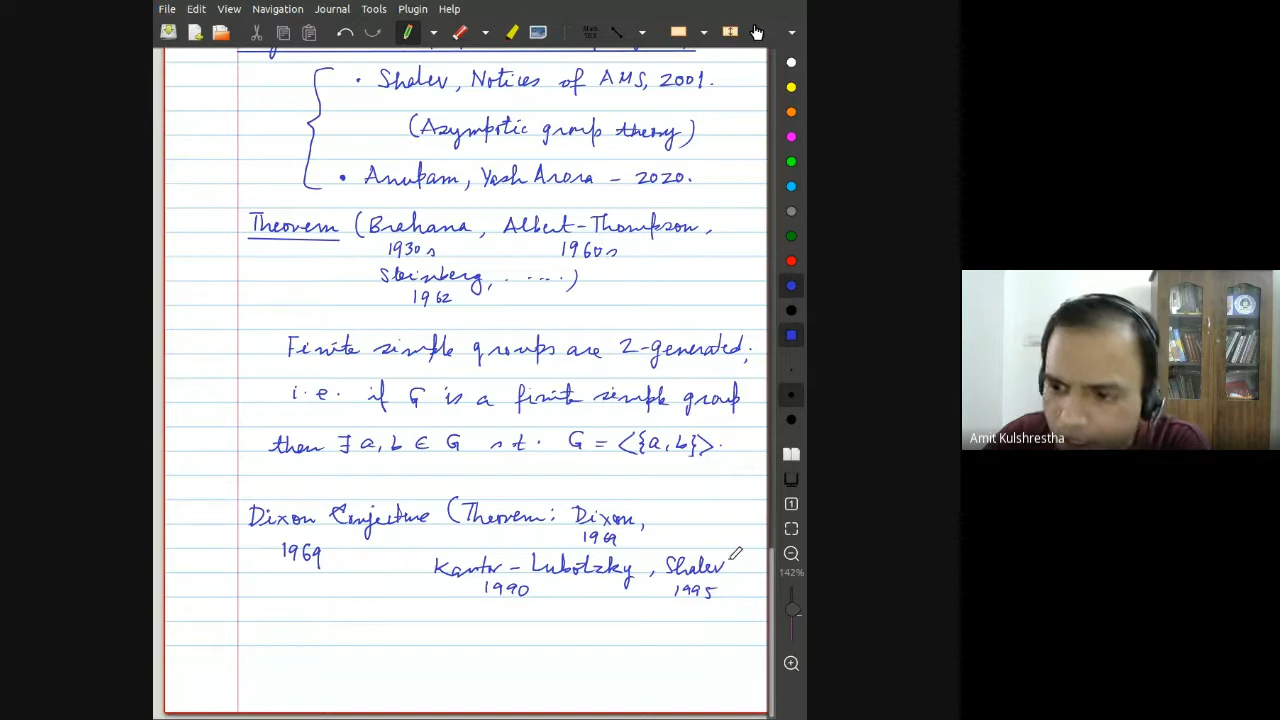 File Edit View Navigation Journal Tools Plugin Help
• Shalev, Notices of AMS, 2001.
(Asympotic group theory)
• Anupam, Yash Arora - 2020.
Theorem (Brahana, Albert-Thompson,
1930s 1960s
Steinberg, .....)
1962
Finite simple groups are 2-generated,
i.e. if G is a finite simple group
then ∃ a, b ∈ G s.t. G = <{a,b}>.
Dixon Conjecture (Theorem: Dixon,
1969 1969
Kantor - Lubotzky, Shalev
1990 1995
142%
Amit Kulshrestha